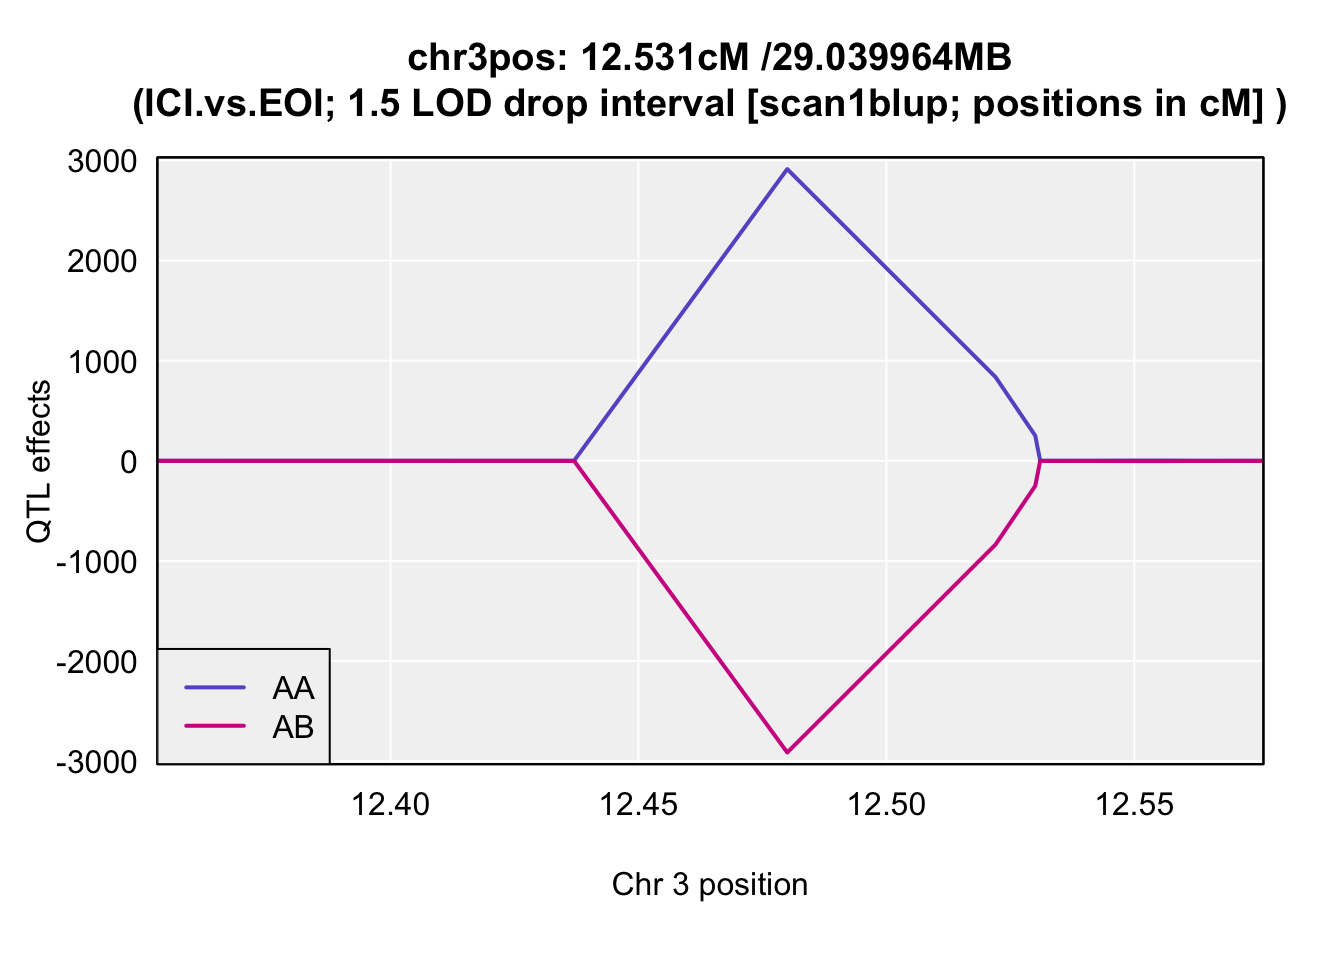 chr3pos: 12.531cM /29.039964MB
(ICI.vs.EOI; 1.5 LOD drop interval [scan1blup; positions in cM] )
3000
2000
1000
0
-1000
-2000
-3000
QTL effects
AA
AB
12.40
12.45
12.50
12.55
Chr 3 position